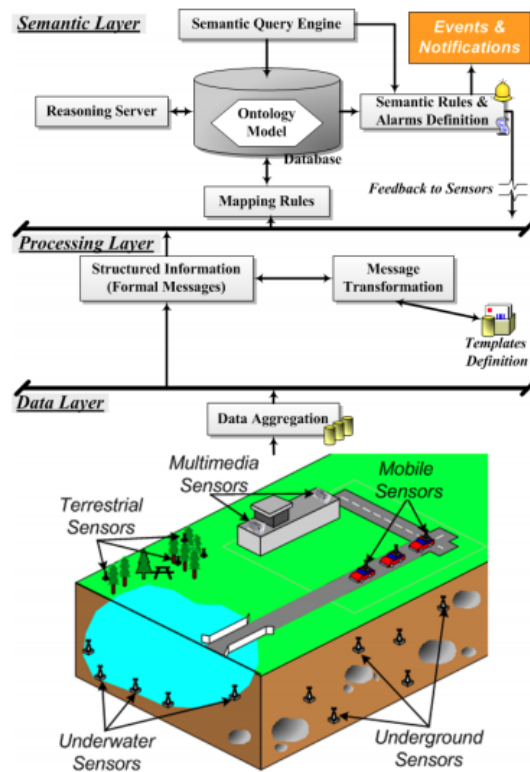 Semantic Layer
Semantic Query Engine
Events &
Notifications
Reasoning Server
Ontology
Model
Database
Semantic Rules &
Alarms Definition
Mapping Rules
Feedback to Sensors
Processing Layer
Structured Information
(Formal Messages)
Message
Transformation
Templates
Definition
Data Layer
Data Aggregation
Multimedia
Sensors
Mobile
Sensors
Terrestrial
Sensors
Underwater
Sensors
Underground
Sensors